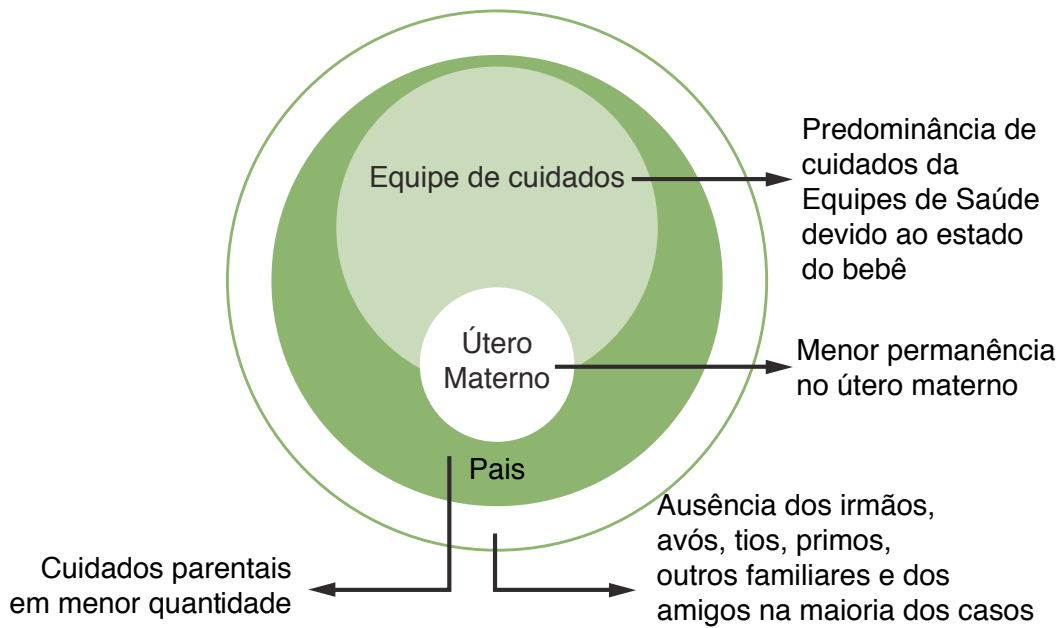 Equipe de cuidados
Predominância de
cuidados da
Equipes de Saúde
devido ao estado
do bebê
Útero
Materno
Menor permanência
no útero materno
Pais
Cuidados parentais
em menor quantidade
Ausência dos irmãos,
avós, tios, primos,
outros familiares e dos
amigos na maioria dos casos